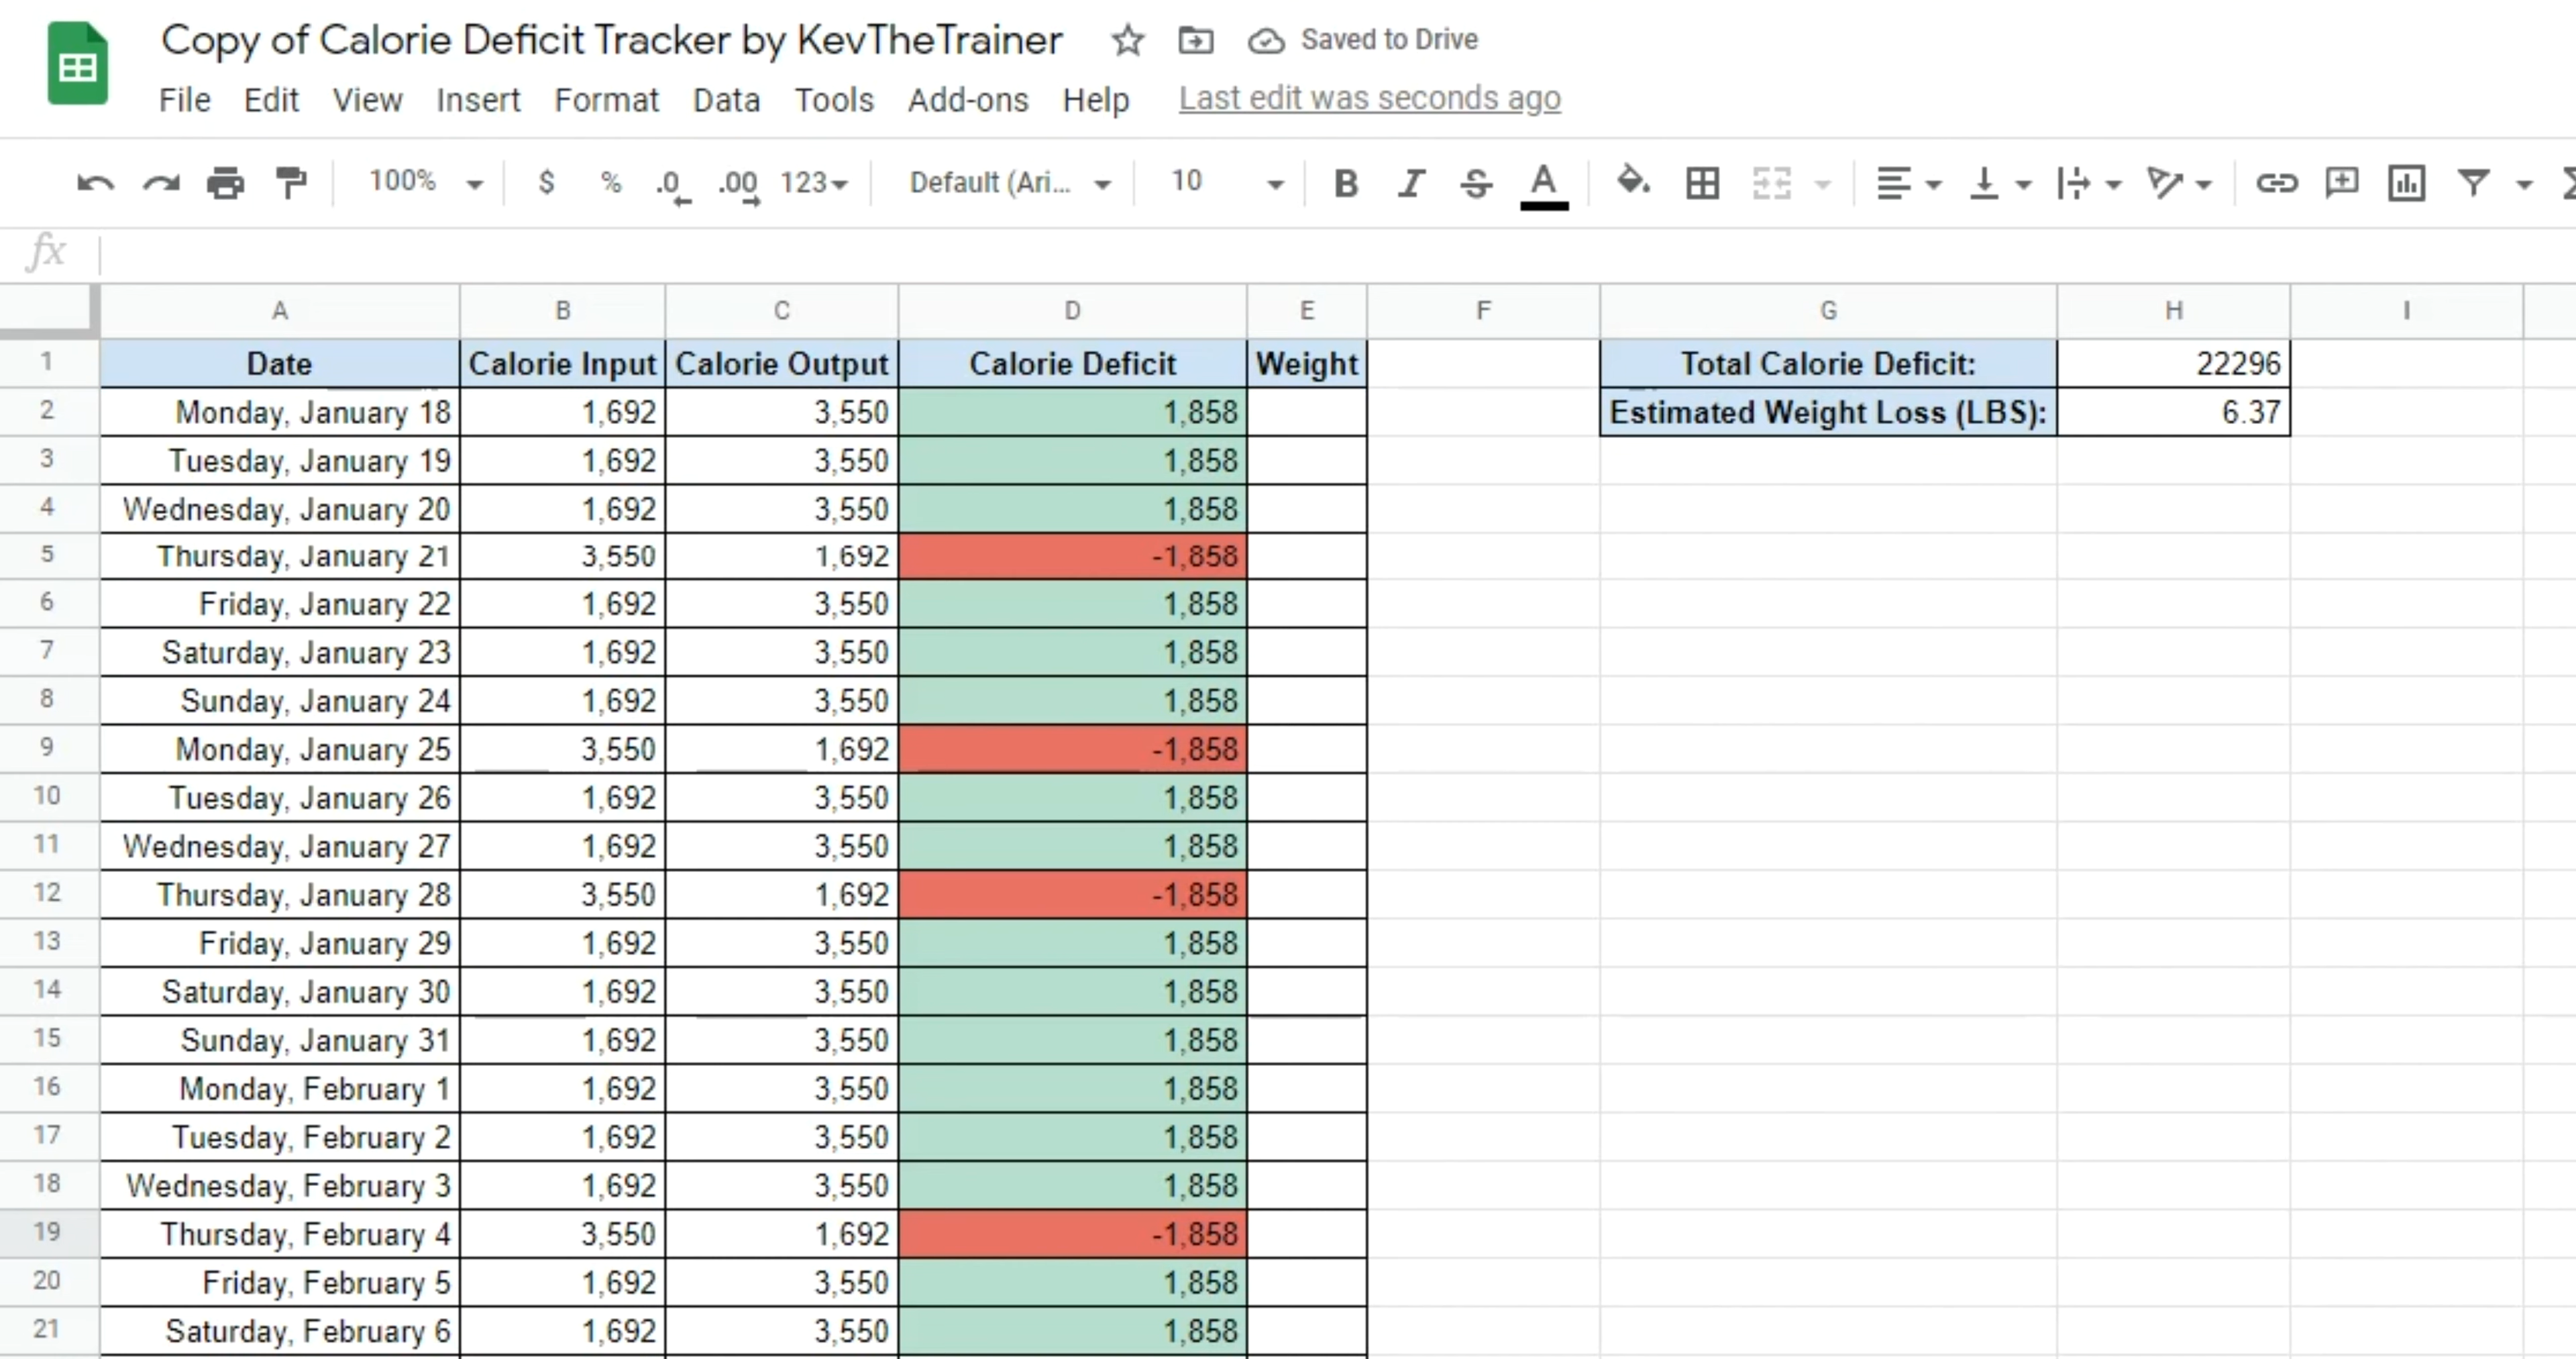 Copy of Calorie Deficit Tracker by KevTheTrainer Saved to Drive
File Edit View Insert Format Data Tools Add-ons Help Last edit was seconds ago
100% $ % .0 .00 123 Default (Ari... 10 B I S A
fx
A B C D E F G H I
1 Date Calorie Input Calorie Output Calorie Deficit Weight Total Calorie Deficit: 22296
2 Monday, January 18 1,692 3,550 1,858 Estimated Weight Loss (LBS): 6.37
3 Tuesday, January 19 1,692 3,550 1,858
4 Wednesday, January 20 1,692 3,550 1,858
5 Thursday, January 21 3,550 1,692 -1,858
6 Friday, January 22 1,692 3,550 1,858
7 Saturday, January 23 1,692 3,550 1,858
8 Sunday, January 24 1,692 3,550 1,858
9 Monday, January 25 3,550 1,692 -1,858
10 Tuesday, January 26 1,692 3,550 1,858
11 Wednesday, January 27 1,692 3,550 1,858
12 Thursday, January 28 3,550 1,692 -1,858
13 Friday, January 29 1,692 3,550 1,858
14 Saturday, January 30 1,692 3,550 1,858
15 Sunday, January 31 1,692 3,550 1,858
16 Monday, February 1 1,692 3,550 1,858
17 Tuesday, February 2 1,692 3,550 1,858
18 Wednesday, February 3 1,692 3,550 1,858
19 Thursday, February 4 3,550 1,692 -1,858
20 Friday, February 5 1,692 3,550 1,858
21 Saturday, February 6 1,692 3,550 1,858